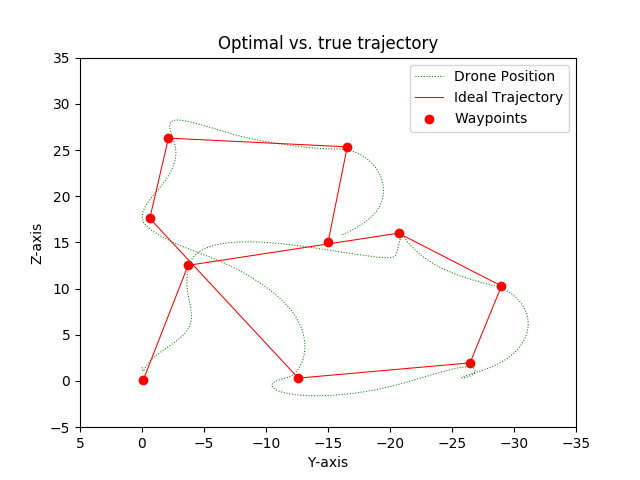 Optimal vs. true trajectory
Drone Position
Ideal Trajectory
Waypoints
Z-axis
35
30
25
20
15
10
5
0
−5
5 0 −5 −10 −15 −20 −25 −30 −35
Y-axis